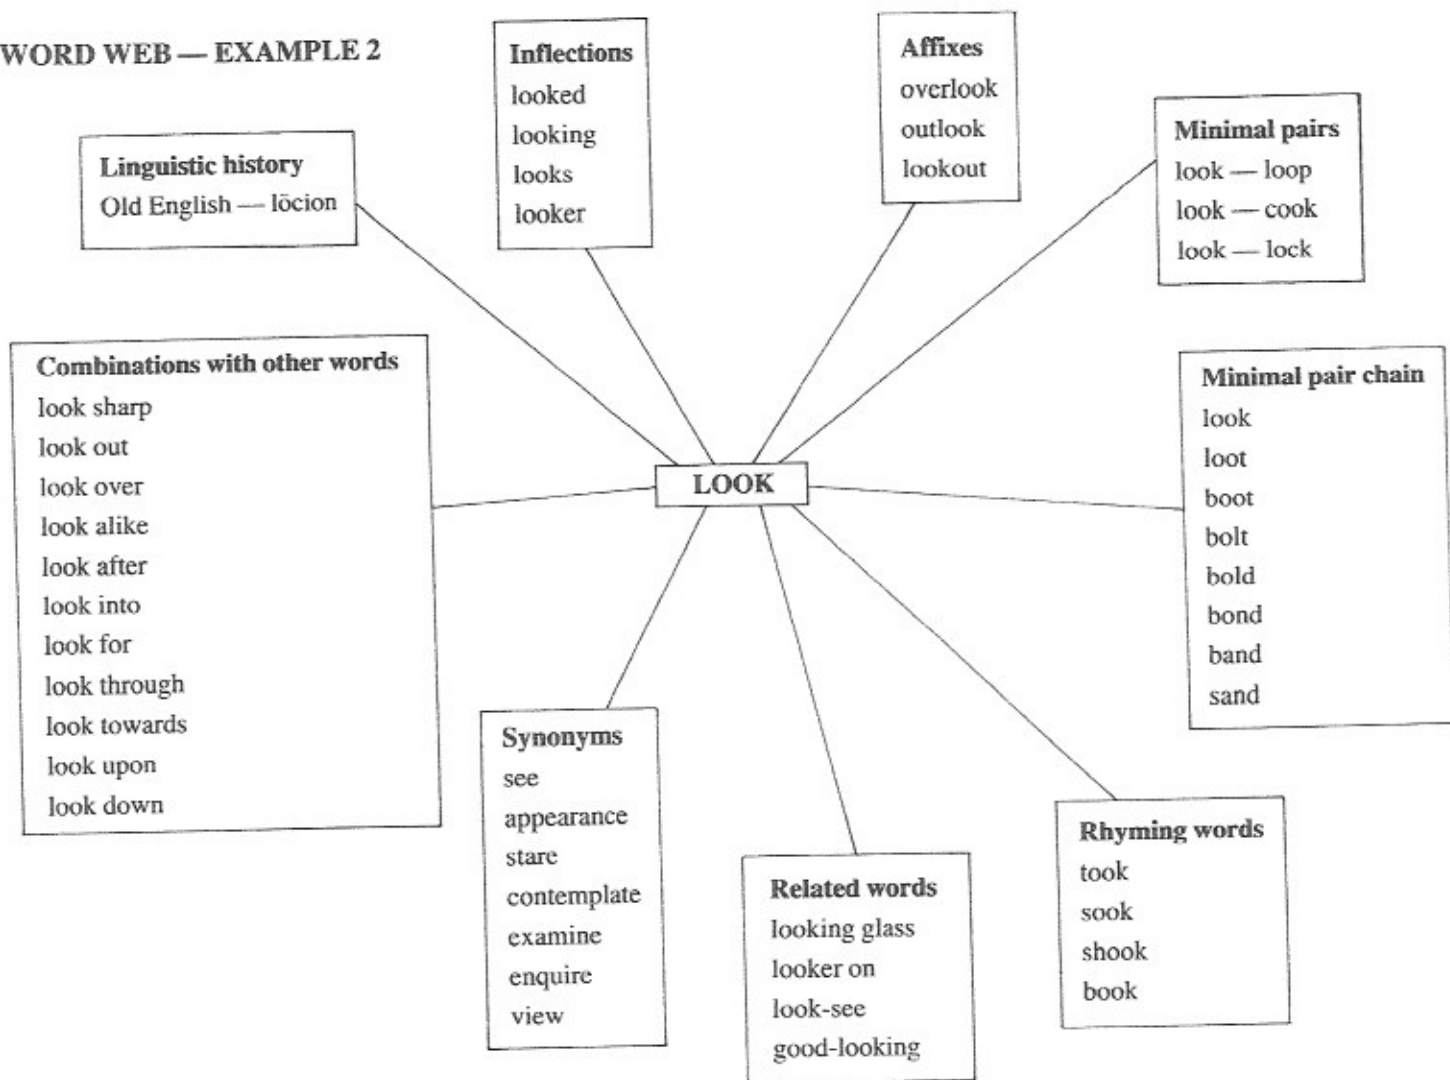 WORD WEB — EXAMPLE 2
Linguistic history
Old English — löcion
Inflections
looked
looking
looks
looker
Affixes
overlook
outlook
lookout
Minimal pairs
look — loop
look — cook
look — lock
Combinations with other words
look sharp
look out
look over
look alike
look after
look into
look for
look through
look towards
look upon
look down
LOOK
Minimal pair chain
look
loot
boot
bolt
bold
bond
band
sand
Synonyms
see
appearance
stare
contemplate
examine
enquire
view
Related words
looking glass
looker on
look-see
good-looking
Rhyming words
took
sook
shook
book